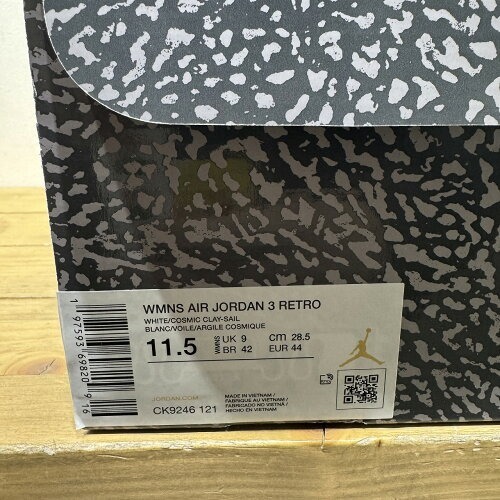 WMNS AIR JORDAN 3 RETRO
WHITE/COSMIC CLAY-SAIL
BLANC/VOILE/ARGILE COSMIQUE
11.5 WMNS UK 9 CM 28.5
BR 42 EUR 44
JORDAN.COM
CK9246 121
MADE IN VIETNAM /
FABRIQUE AU VIETNAM /
FABRICADO NO VIETNÃ /
HECHO EN VIETNAM
1 97593 69820 9 16